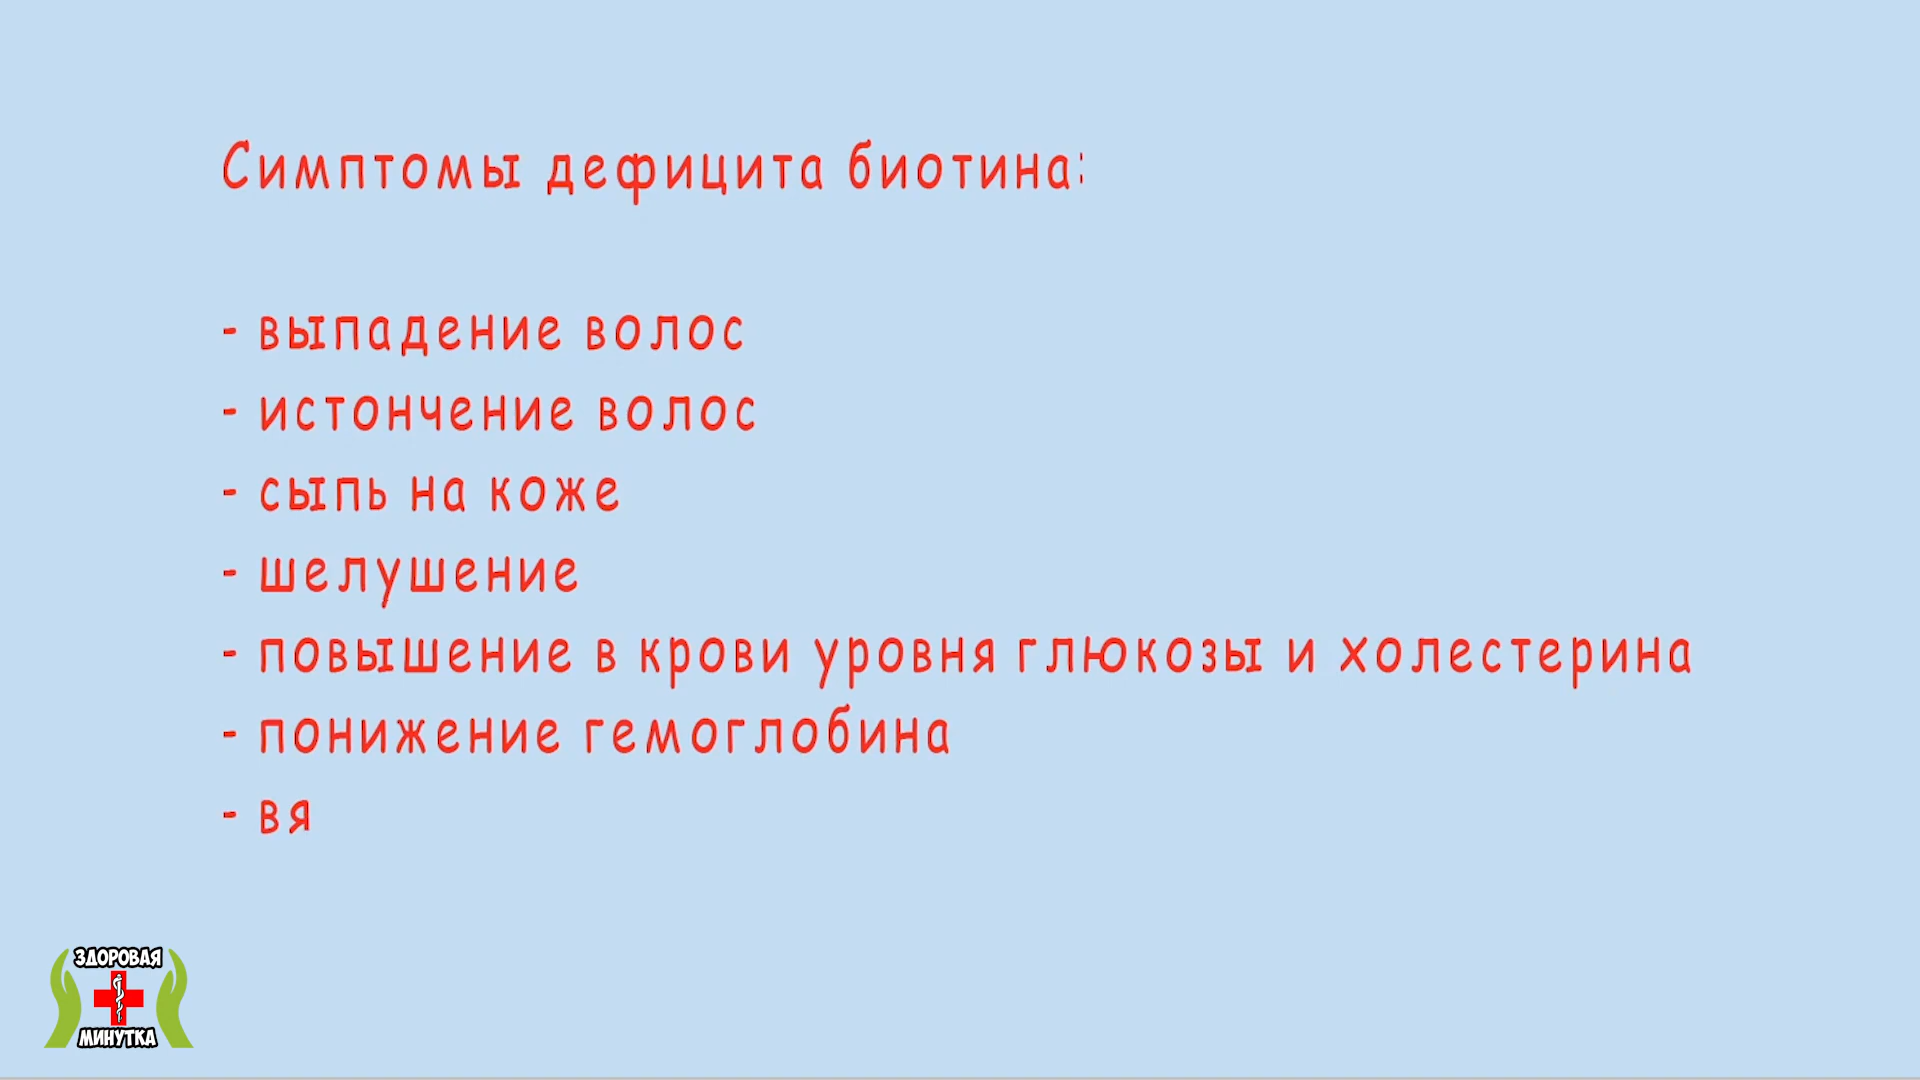 Симптомы дефицита биотина:
- выпадение волос
- истончение волос
- сыпь на коже
- шелушение
- повышение в крови уровня глюкозы и холестерина
- понижение гемоглобина
- вя
ЗДОРОВАЯ
МИНУТКА